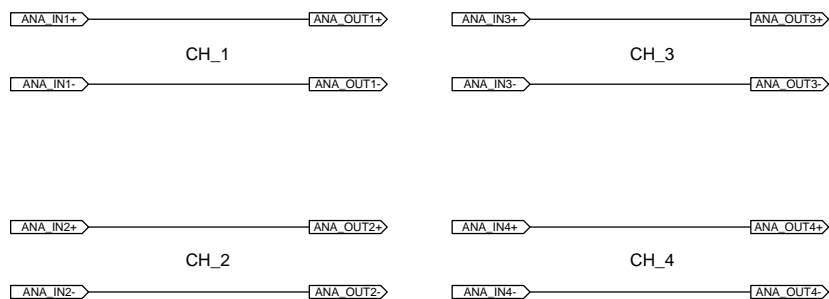 ANA_IN1+ ANA_OUT1+ ANA_IN3+ ANA_OUT3+
CH_1 CH_3
ANA_IN1- ANA_OUT1- ANA_IN3- ANA_OUT3-
ANA_IN2+ ANA_OUT2+ ANA_IN4+ ANA_OUT4+
CH_2 CH_4
ANA_IN2- ANA_OUT2- ANA_IN4- ANA_OUT4-